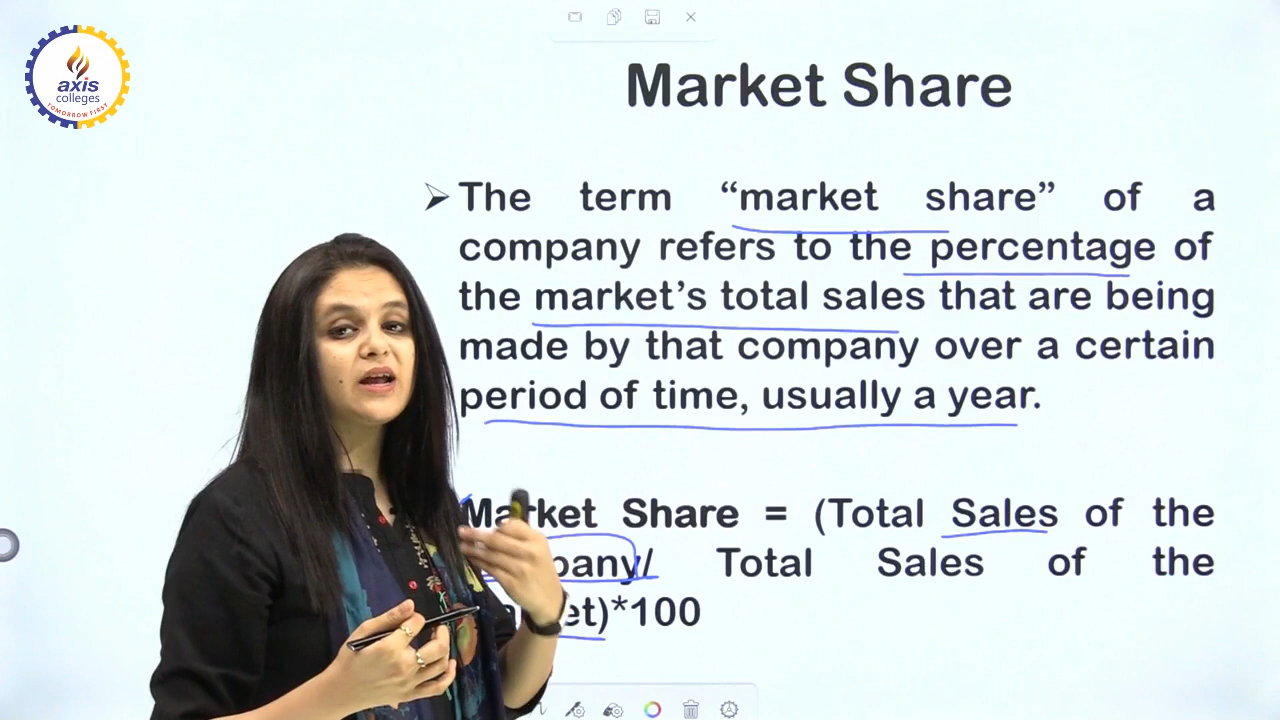 axis
colleges
TOMORROW FIRST
Market Share
The term “market share” of a
company refers to the percentage of
the market’s total sales that are being
made by that company over a certain
period of time, usually a year.
Market Share = (Total Sales of the
/ Total Sales of the
)*100